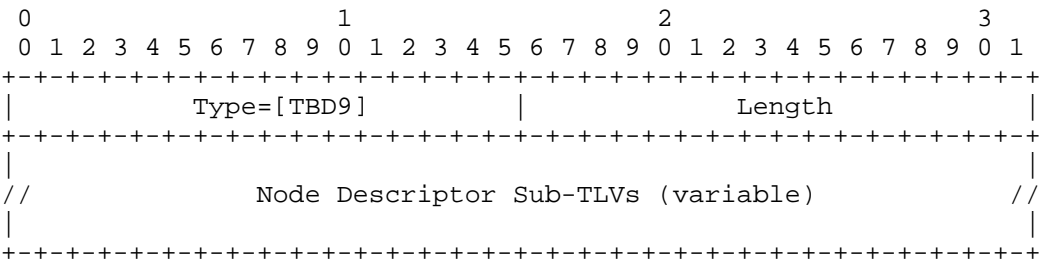 0                   1                   2                   3
 0 1 2 3 4 5 6 7 8 9 0 1 2 3 4 5 6 7 8 9 0 1 2 3 4 5 6 7 8 9 0 1
+-+-+-+-+-+-+-+-+-+-+-+-+-+-+-+-+-+-+-+-+-+-+-+-+-+-+-+-+-+-+-+-+
|           Type=[TBD9]         |             Length            |
+-+-+-+-+-+-+-+-+-+-+-+-+-+-+-+-+-+-+-+-+-+-+-+-+-+-+-+-+-+-+-+-+
|                                                               |
//              Node Descriptor Sub-TLVs (variable)            //
|                                                               |
+-+-+-+-+-+-+-+-+-+-+-+-+-+-+-+-+-+-+-+-+-+-+-+-+-+-+-+-+-+-+-+-+